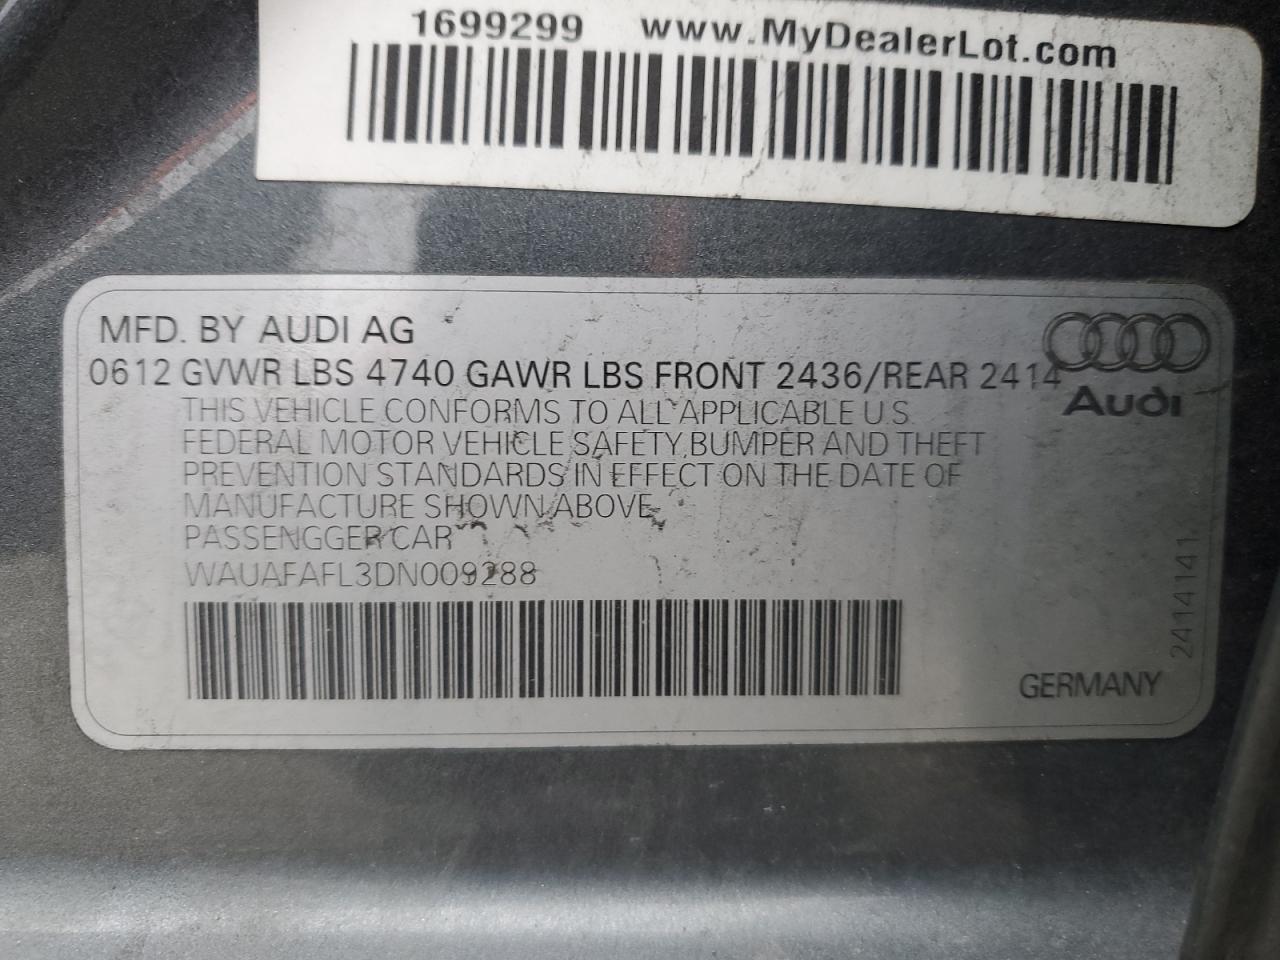 1699299 www.MyDealerLot.com
MFD. BY AUDI AG
0612 GVWR LBS 4740 GAWR LBS FRONT 2436/REAR 2414
Audi
THIS VEHICLE CONFORMS TO ALL APPLICABLE U.S.
FEDERAL MOTOR VEHICLE SAFETY, BUMPER AND THEFT
PREVENTION STANDARDS IN EFFECT ON THE DATE OF
MANUFACTURE SHOWN ABOVE.
PASSENGGER CAR
WAUAFAFL3DN009288
2414141.
GERMANY